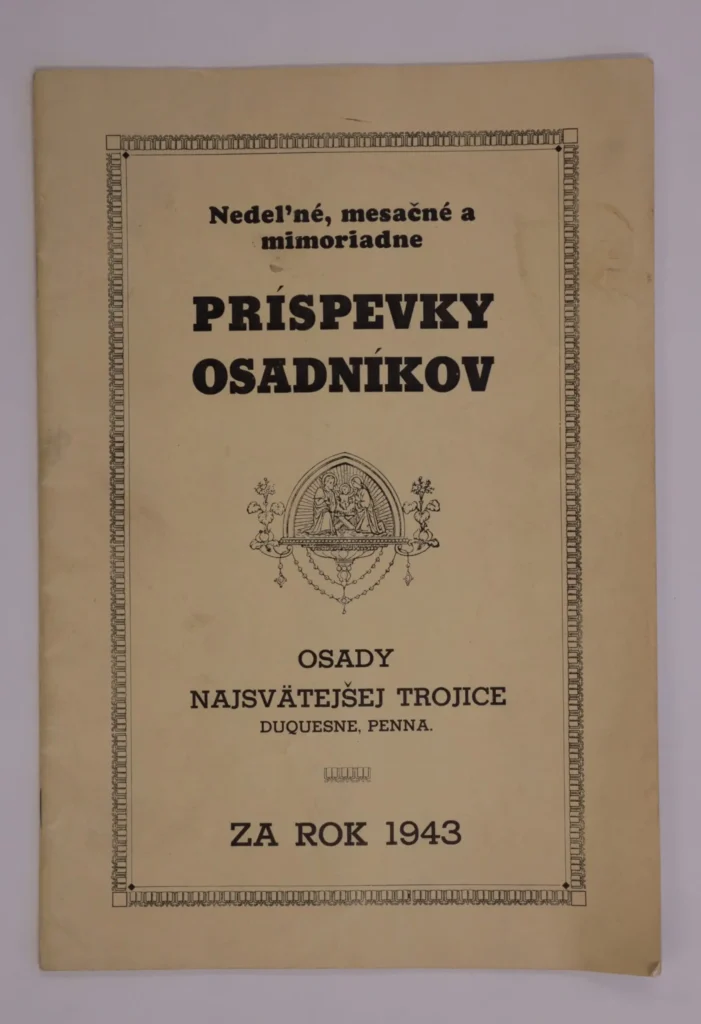 Nedel’né, mesačné a
mimoriadne
PRÍSPEVKY
OSADNÍKOV
OSADY
NAJSVÄTEJŠEJ TROJICE
DUQUESNE, PENNA.
ZA ROK 1943